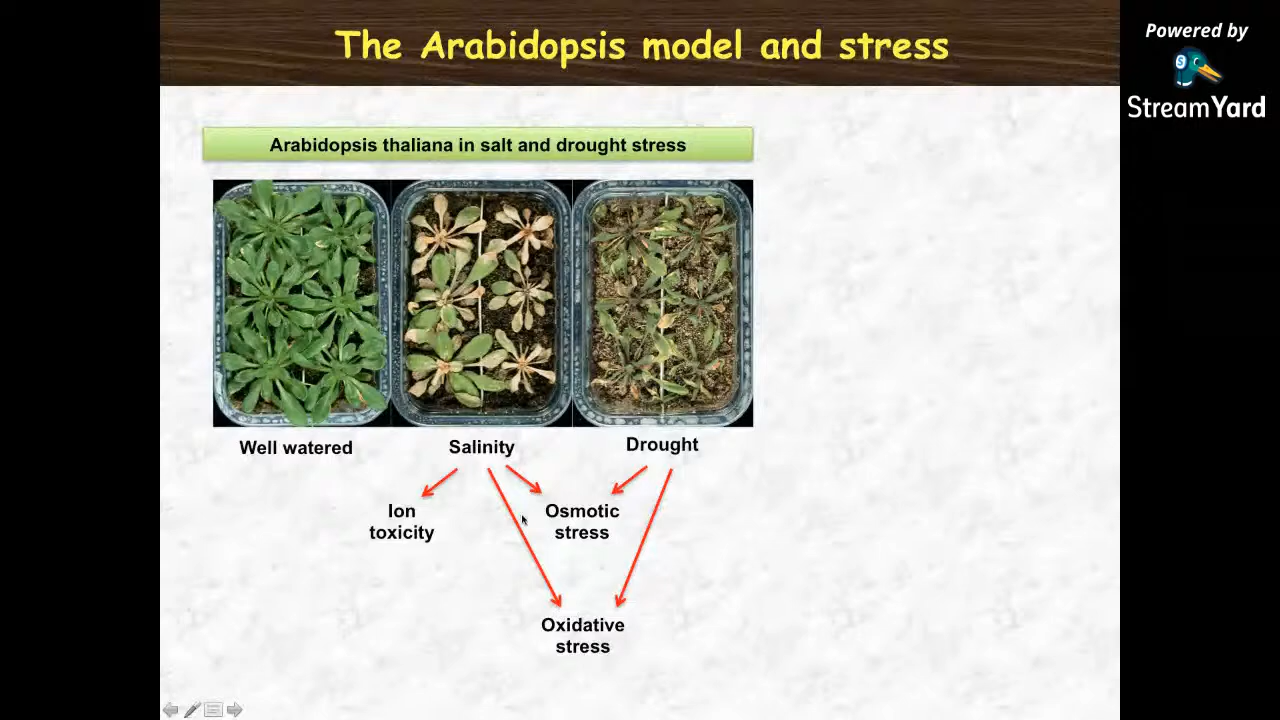 The Arabidopsis model and stress
Powered by
StreamYard
Arabidopsis thaliana in salt and drought stress
Well watered
Salinity
Drought
Ion
toxicity
Osmotic
stress
Oxidative
stress